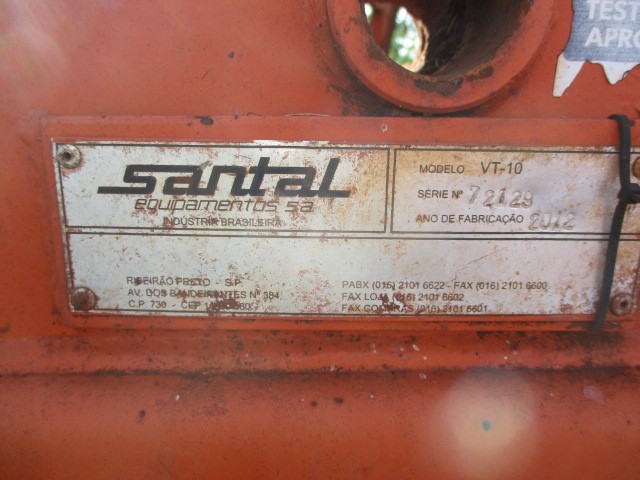 TEST
APRO
santal
equipamentos s.a.
INDÚSTRIA BRASILEIRA
MODELO VT-10
SÉRIE Nº 72129
ANO DE FABRICAÇÃO 2012
RIBEIRÃO PRETO - S.P.
AV. DOS BANDEIRANTES Nº 384
C.P. 730 - CEP
PABX (016) 2101 6622 - FAX (016) 2101 6600
FAX LOJA (016) 2101 6602
FAX COMPRAS (016) 2101 6601